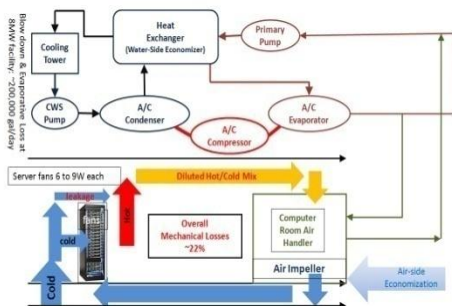 Blow down & Evaporative Loss at
8MW facility: ~200,000 gal/day
Cooling
Tower
Heat
Exchanger
(Water-Side Economizer)
Primary
Pump
CWS
Pump
A/C
Condenser
A/C
Compressor
A/C
Evaporator
Server fans 6 to 9W each
leakage
Diluted Hot/Cold Mix
fans
cold
Hot
Cold
Overall
Mechanical Losses
~22%
Computer
Room Air
Handler
Air Impeller
Air-side
Economization